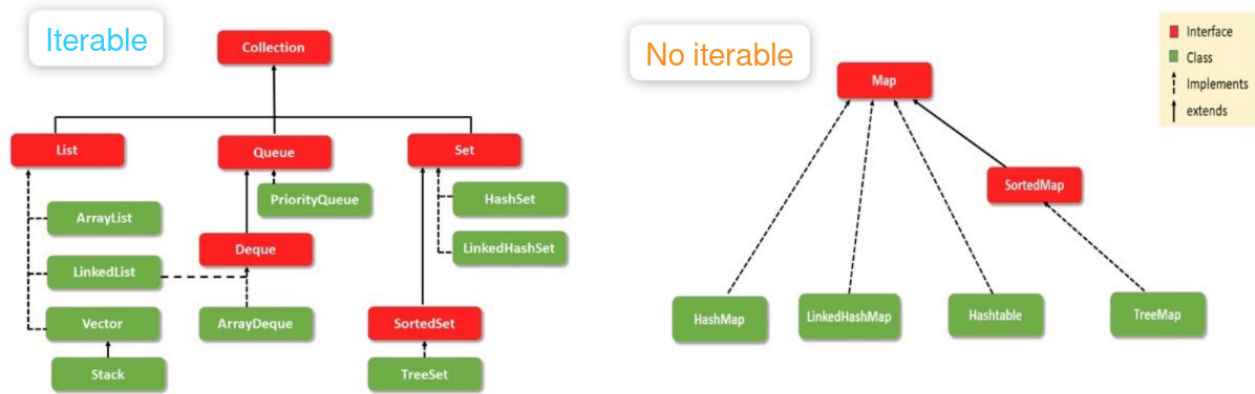 Iterable
Collection
List
Queue
Set
ArrayList
PriorityQueue
HashSet
LinkedList
Deque
LinkedHashSet
Vector
ArrayDeque
SortedSet
Stack
TreeSet
No iterable
Map
SortedMap
HashMap
LinkedHashMap
Hashtable
TreeMap
Interface
Class
Implements
extends